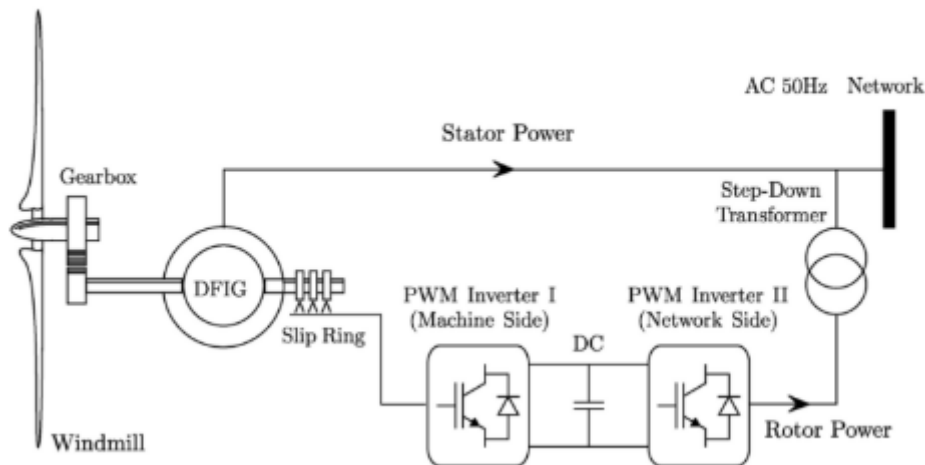 AC 50Hz Network
Stator Power
Gearbox
Step-Down
Transformer
DFIG
PWM Inverter I
(Machine Side)
PWM Inverter II
(Network Side)
Slip Ring
DC
Rotor Power
Windmill